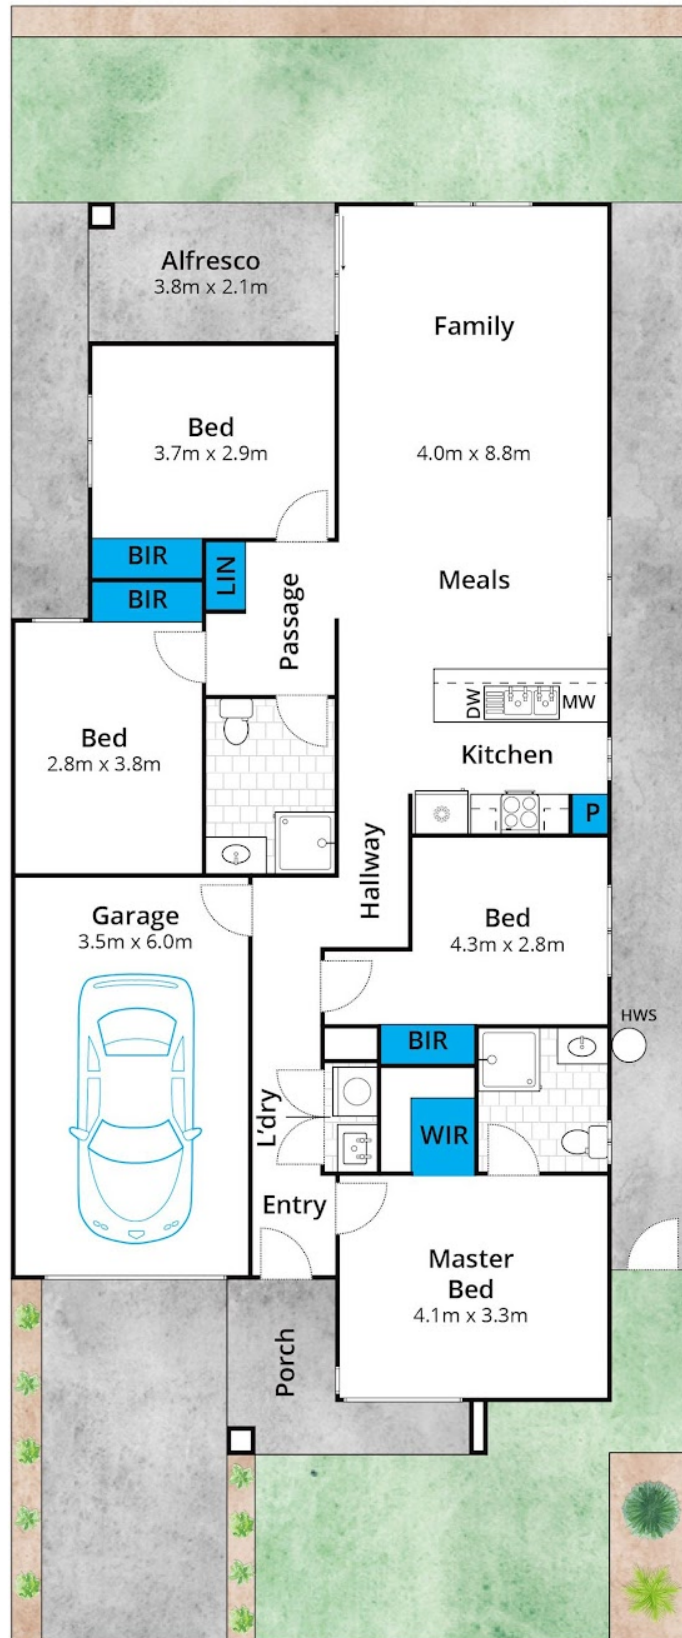 Alfresco
3.8m x 2.1m
Family
Bed
3.7m x 2.9m
4.0m x 8.8m
BIR
LIN
BIR
Passage
Meals
DW
MW
Bed
2.8m x 3.8m
Kitchen
P
Hallway
Garage
3.5m x 6.0m
Bed
4.3m x 2.8m
HWS
BIR
L'dry
WIR
Entry
Master
Bed
4.1m x 3.3m
Porch